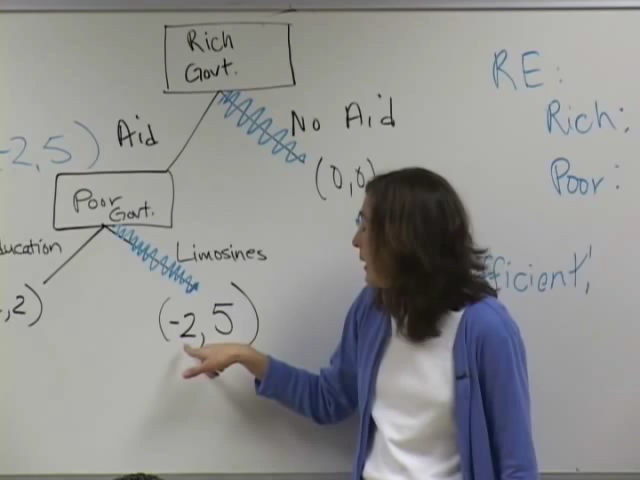 Rich
Govt.
RE:
Aid
No Aid
Rich:
-2,5)
(0,0)
Poor
Govt.
Poor:
ducation
Limosines
fficient,
,2)
(-2,5)